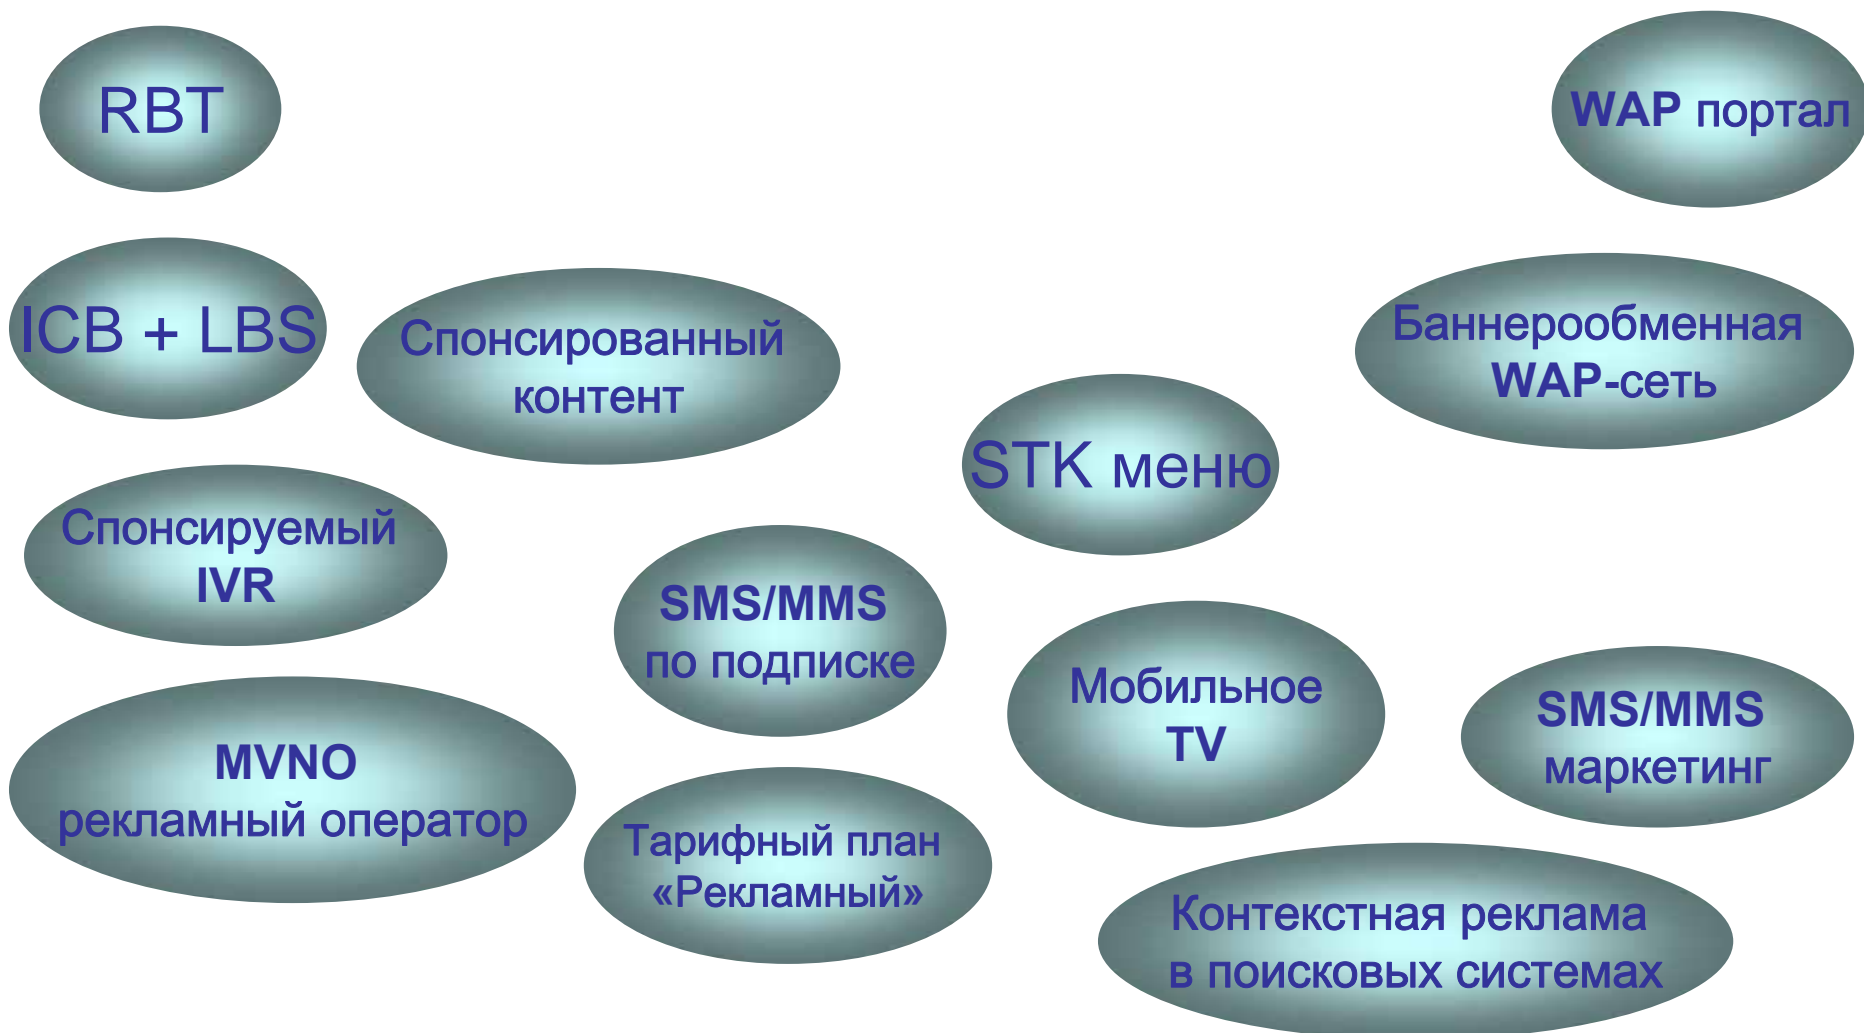 RBT
WAP портал
ICB + LBS
Спонсированный
контент
Баннерообменная
WAP-сеть
STK меню
Спонсируемый
IVR
SMS/MMS
по подписке
Мобильное
TV
SMS/MMS
маркетинг
MVNO
рекламный оператор
Тарифный план
«Рекламный»
Контекстная реклама
в поисковых системах